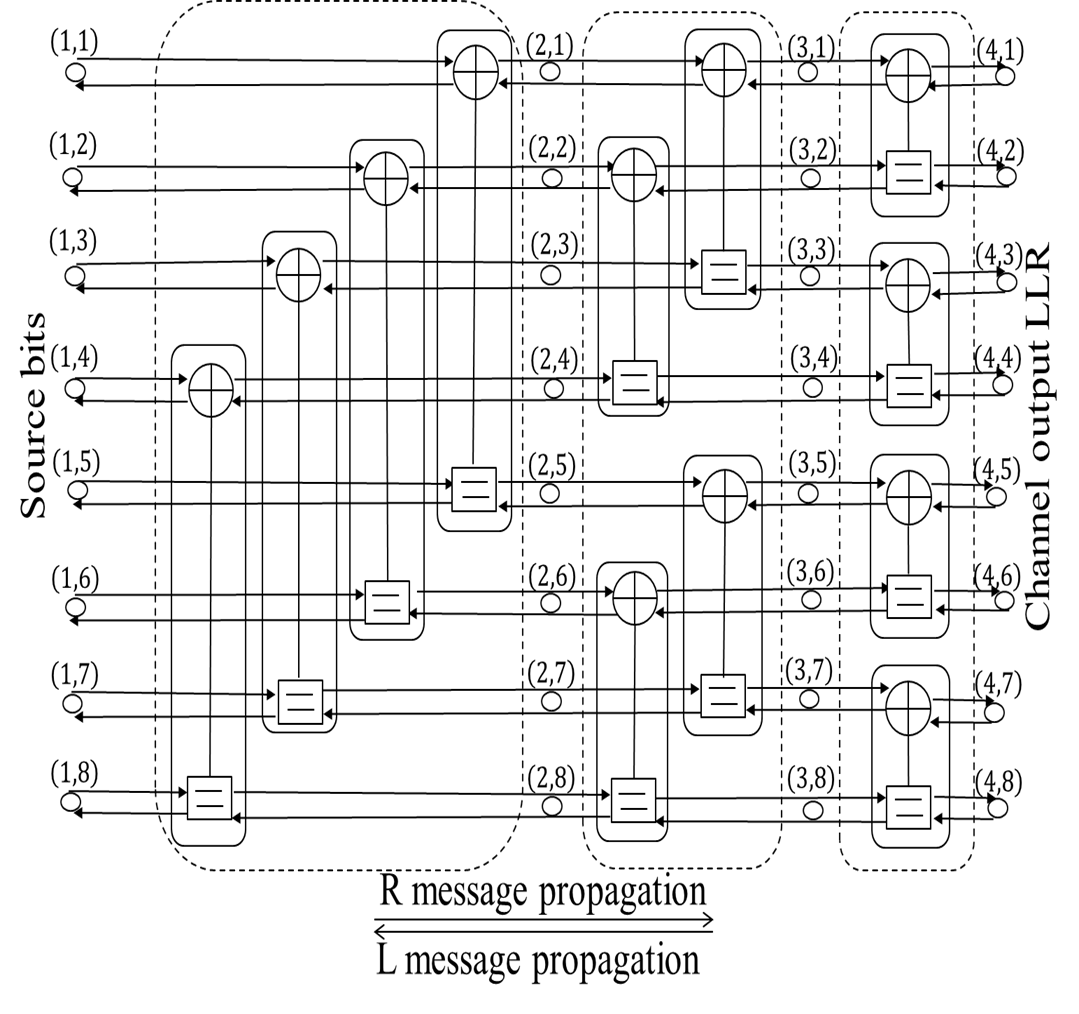 (1,1) (2,1) (3,1) (4,1)
(1,2) (2,2) (3,2) (4,2)
(1,3) (2,3) (3,3) (4,3)
(1,4) (2,4) (3,4) (4,4)
(1,5) (2,5) (3,5) (4,5)
(1,6) (2,6) (3,6) (4,6)
(1,7) (2,7) (3,7) (4,7)
(1,8) (2,8) (3,8) (4,8)
Source bits
Channel output LLR
R message propagation
L message propagation